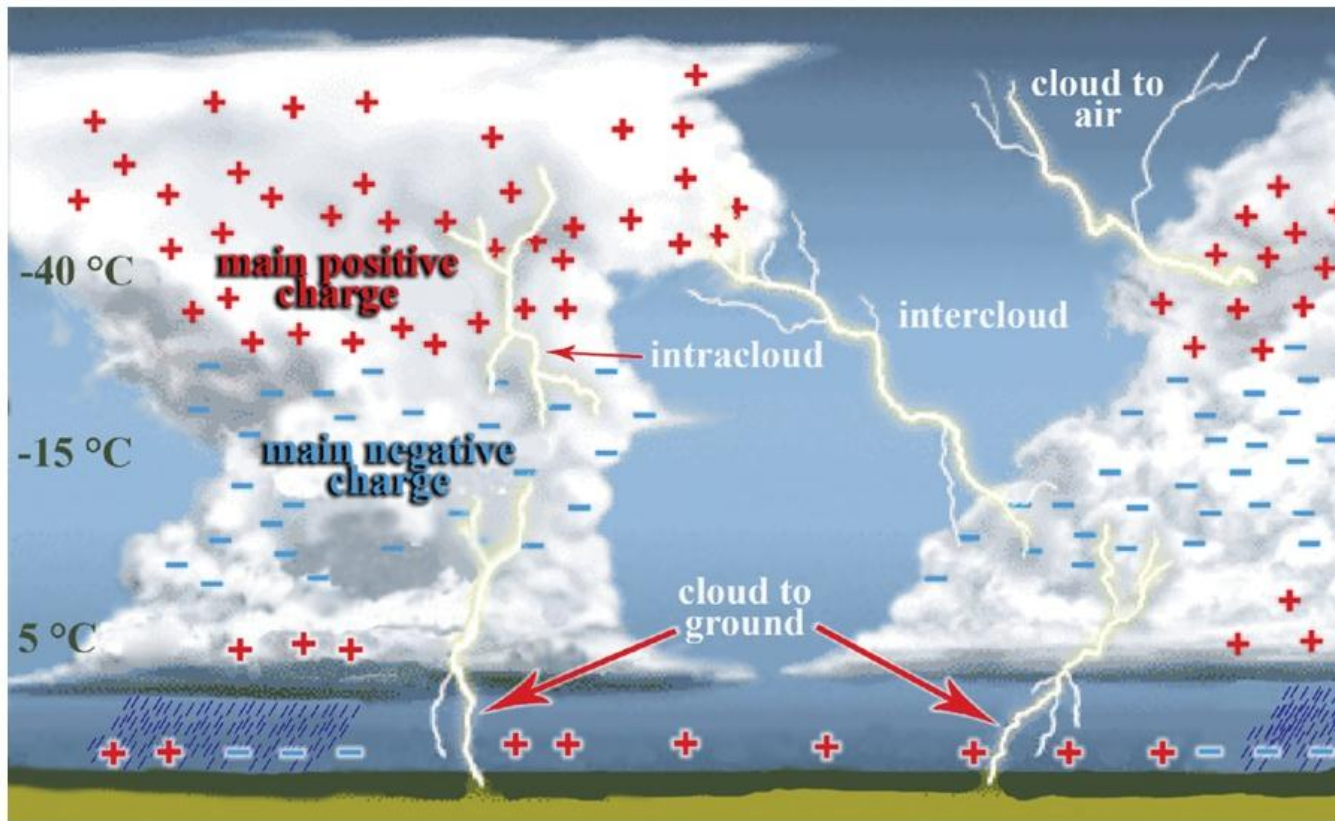 cloud to
air
-40 °C
main positive
charge
intercloud
intracloud
-15 °C
main negative
charge
cloud to
ground
5 °C